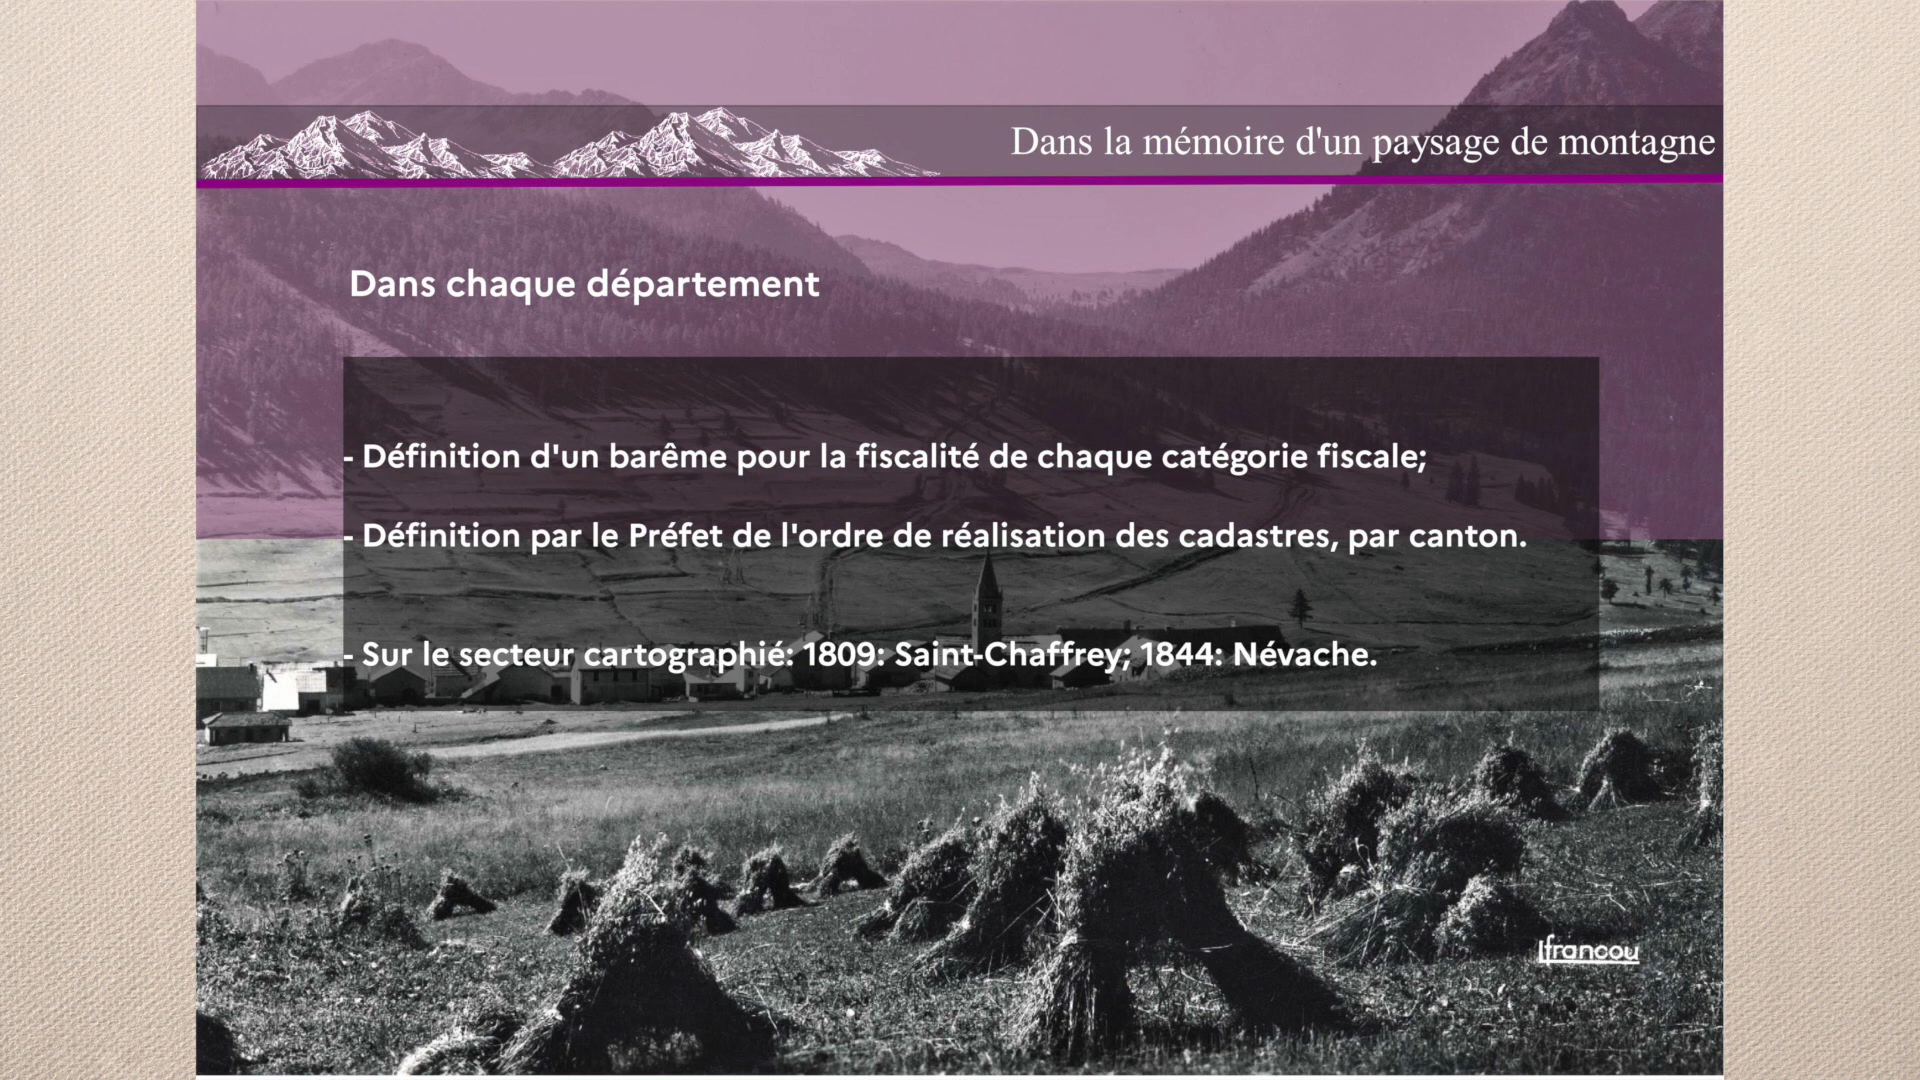 Dans la mémoire d'un paysage de montagne
Dans chaque département
- Définition d'un barême pour la fiscalité de chaque catégorie fiscale;
- Définition par le Préfet de l'ordre de réalisation des cadastres, par canton.
- Sur le secteur cartographié: 1809: Saint-Chaffrey; 1844: Névache.
lfrancou